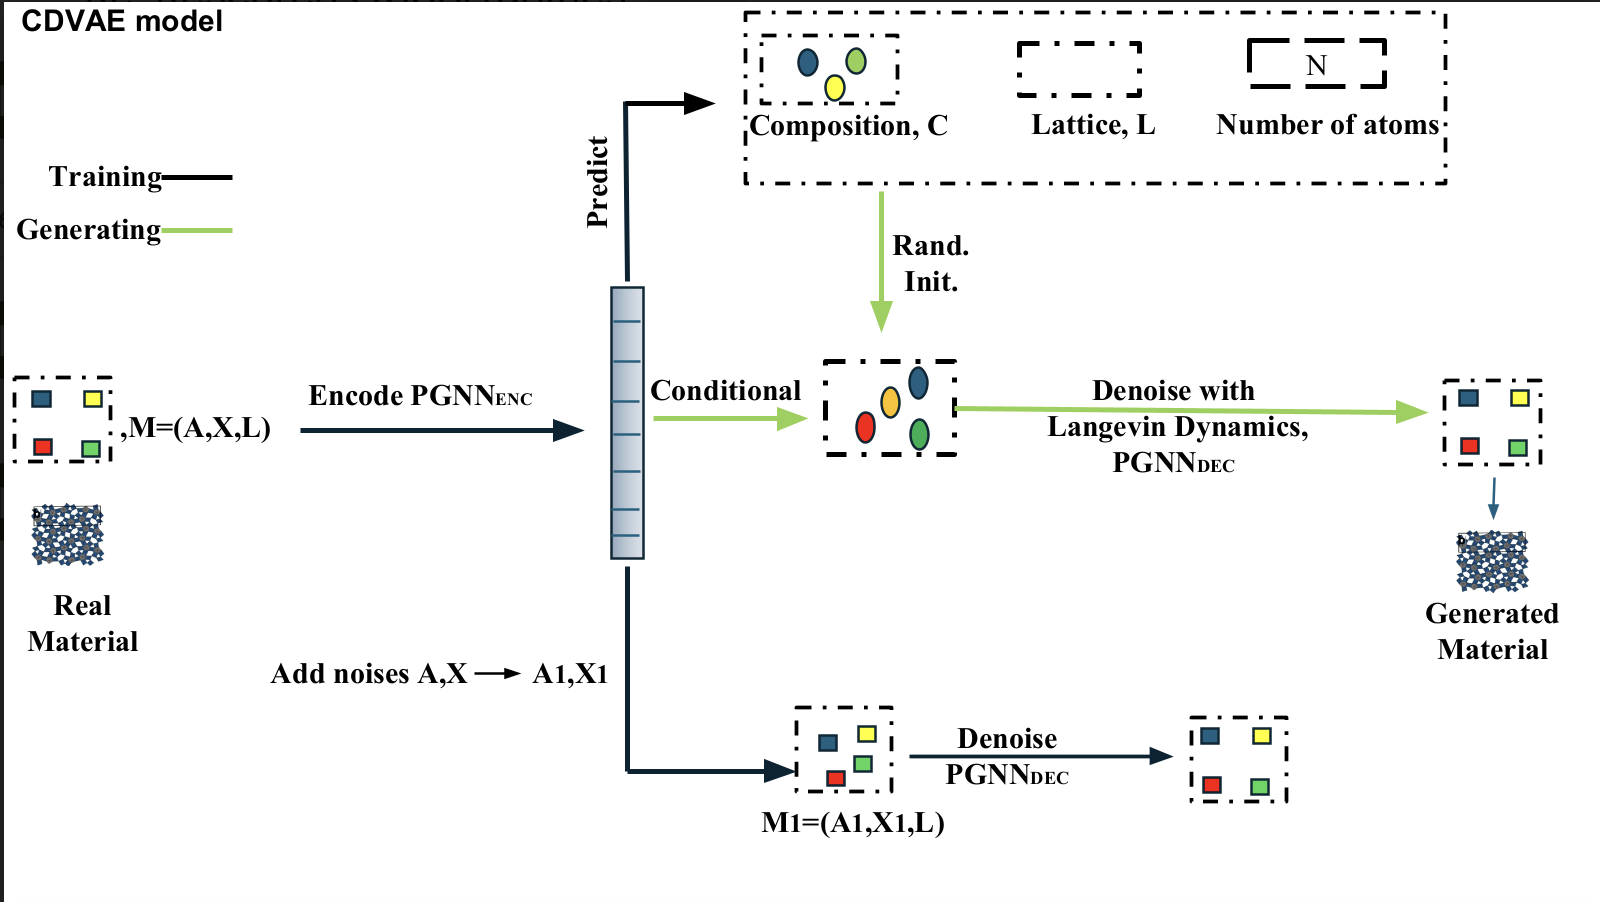 CDVAE model
N
Composition, C
Lattice, L
Number of atoms
Training
Generating
Predict
Rand.
Init.
,M=(A,X,L)
Encode PGNNENC
Conditional
Denoise with
Langevin Dynamics,
PGNNDEC
Real
Material
Generated
Material
Add noises A,X → A1,X1
Denoise
PGNNDEC
M1=(A1,X1,L)